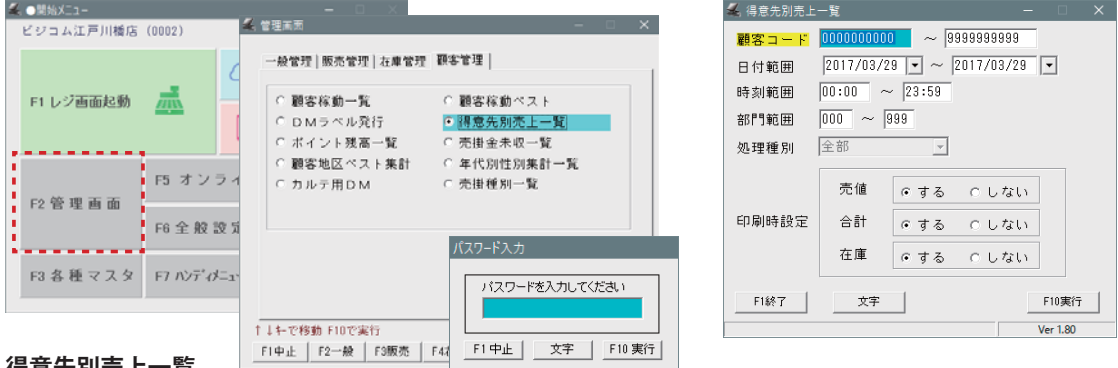 ●開始メニュー
ビジコム江戸川橋店 (0002)
F1 レジ画面起動
F2 管 理 画 面
F5 オンライ
F6 全 般 設 定
F3 各 種 マ ス タ
F7 ハンディメニュー
管理画面
一般管理
販売管理
在庫管理
顧客管理
顧客稼動一覧
顧客稼動ベスト
DMラベル発行
得意先別売上一覧
ポイント残高一覧
売掛金未収一覧
顧客地区ベスト集計
年代別性別集計一覧
カルテ用DM
売掛種別一覧
↑↓キーで移動 F10で実行
F1中止
F2一般
F3販売
パスワード入力
パスワードを入力してください
F1 中止
文字
F10 実行
得意先別売上一覧
得意先別売上一覧
顧客コード 0000000000 ～ 9999999999
日付範囲 2017/03/29 ～ 2017/03/29
時刻範囲 00:00 ～ 23:59
部門範囲 000 ～ 999
処理種別 全部
印刷時設定
売値 する しない
合計 する しない
在庫 する しない
F1終了
文字
F10実行
Ver 1.80